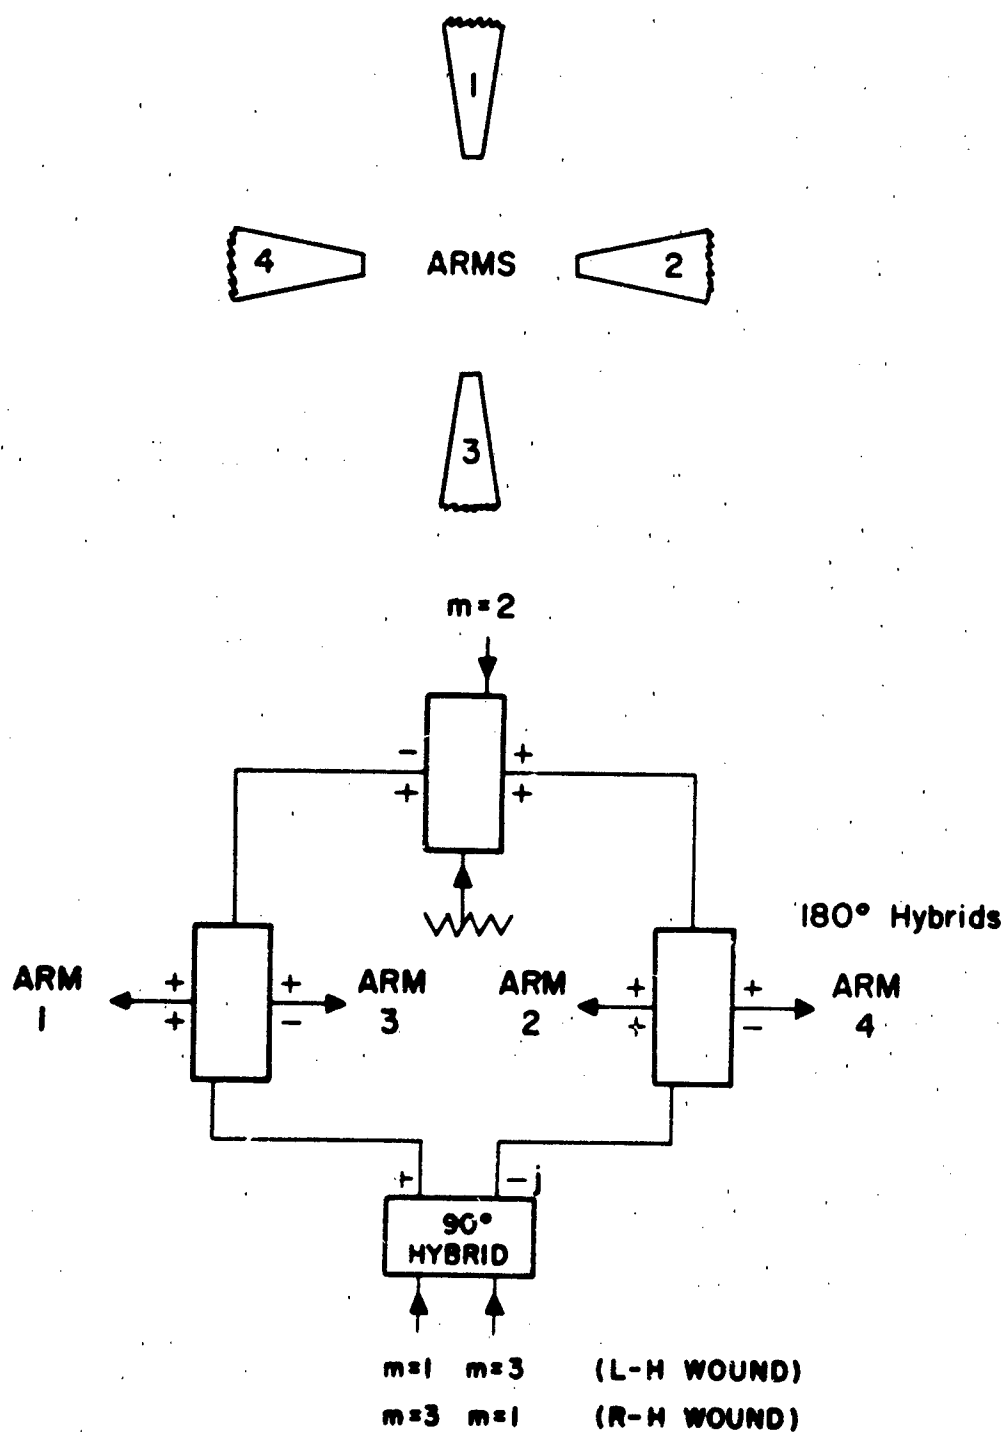 1
4 ARMS 2
3
m=2
- +
+ +
180° Hybrids
ARM + + ARM ARM + + ARM
1 + - 3 2 + - 4
+ -j
90°
HYBRID
m=1 m=3 (L-H WOUND)
m=3 m=1 (R-H WOUND)